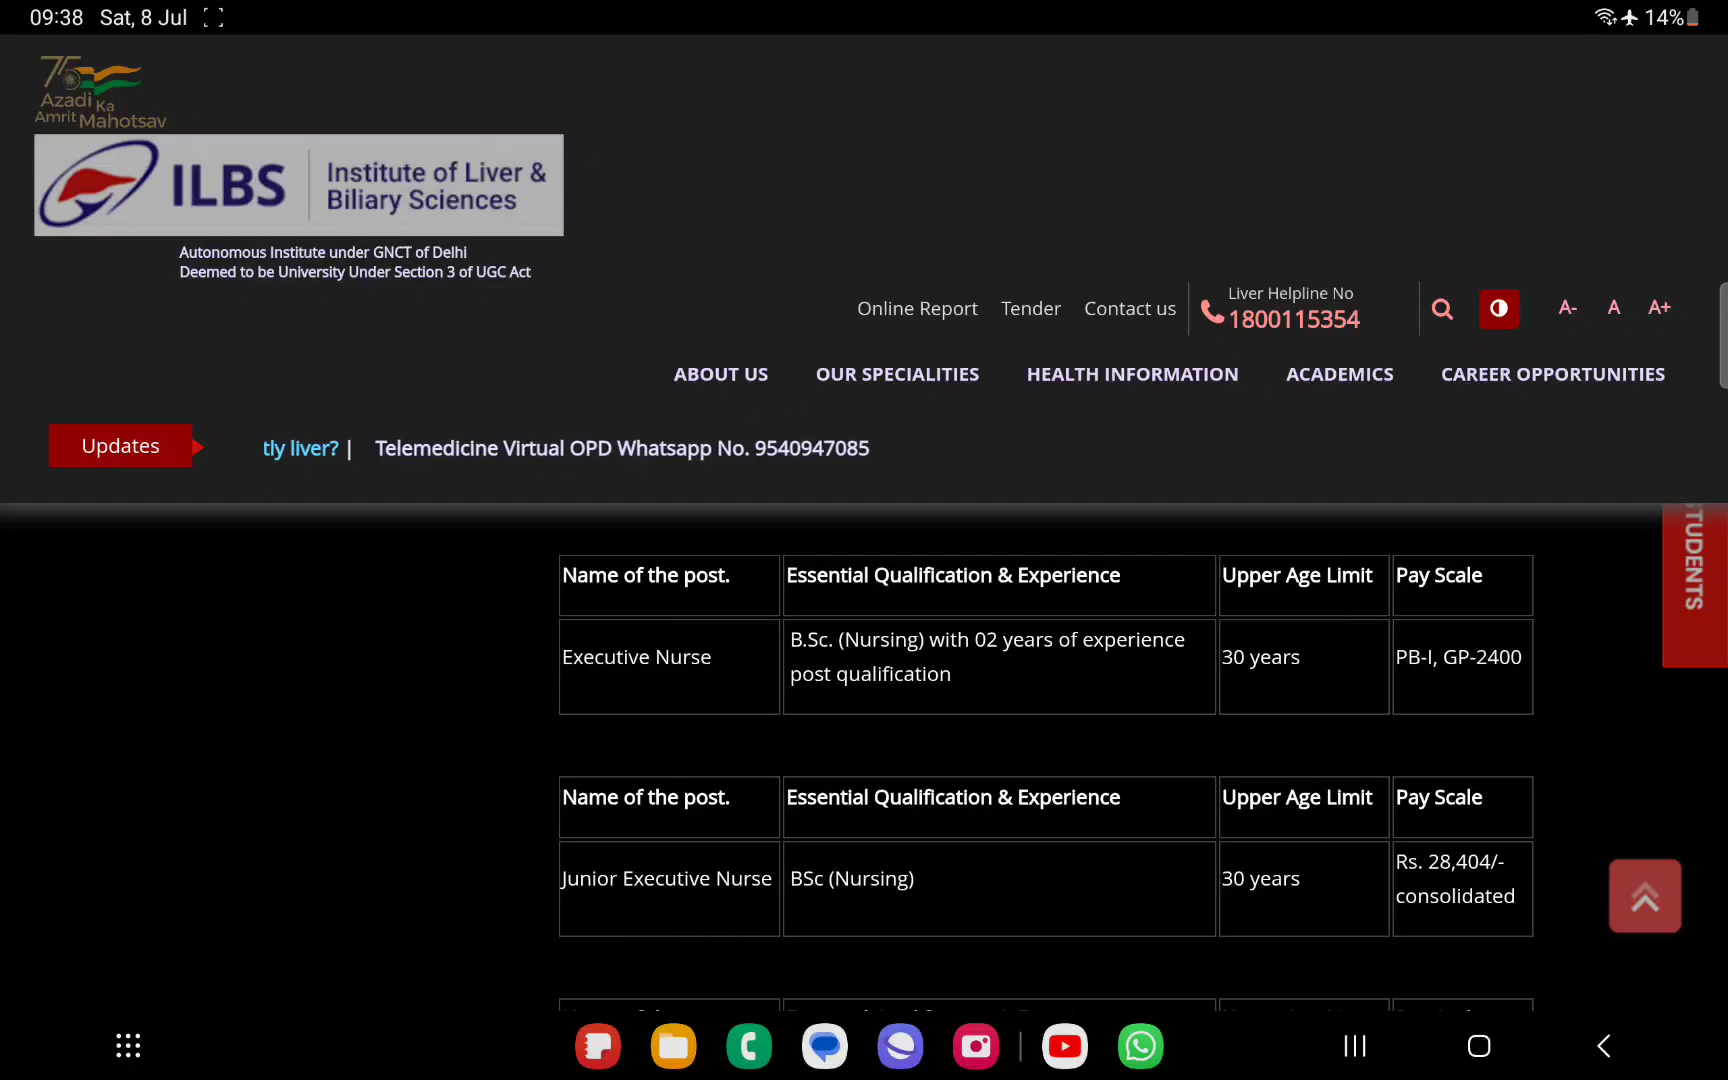 09:38 Sat, 8 Jul
14%
75
Azadi Ka
Amrit Mahotsav
ILBS
Institute of Liver &
Biliary Sciences
Autonomous Institute under GNCT of Delhi
Deemed to be University Under Section 3 of UGC Act
Online Report Tender Contact us
Liver Helpline No
1800115354
A- A A+
ABOUT US OUR SPECIALITIES HEALTH INFORMATION ACADEMICS CAREER OPPORTUNITIES
Updates
tly liver? | Telemedicine Virtual OPD Whatsapp No. 9540947085
TUDENTS
Name of the post. Essential Qualification & Experience Upper Age Limit Pay Scale
Executive Nurse
B.Sc. (Nursing) with 02 years of experience
post qualification
30 years PB-I, GP-2400
Name of the post. Essential Qualification & Experience Upper Age Limit Pay Scale
Junior Executive Nurse BSc (Nursing) 30 years
Rs. 28,404/-
consolidated